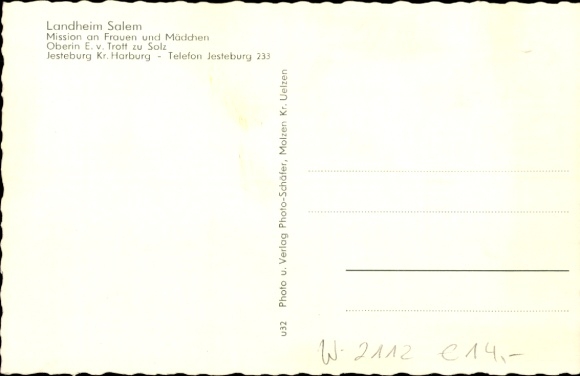 Landheim Salem
Mission an Frauen und Mädchen
Oberin E. v. Trott zu Solz
Jesteburg Kr. Harburg - Telefon Jesteburg 233
u32 Photo u. Verlag Photo-Schäfer, Molzen Kr. Uelzen
W. 2112 € 14,-